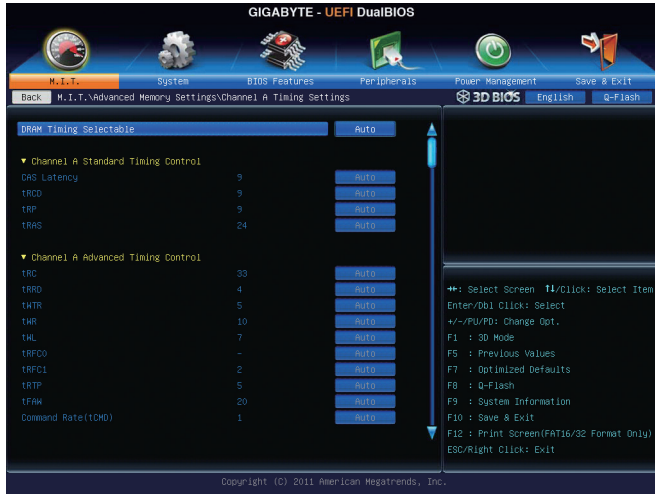 GIGABYTE - UEFI DualBIOS
M.I.T. System BIOS Features Peripherals Power Management Save & Exit
Back M.I.T.\Advanced Memory Settings\Channel A Timing Settings 3D BIOS English Q-Flash
DRAM Timing Selectable Auto
▼ Channel A Standard Timing Control
CAS Latency 9 Auto
tRCD 9 Auto
tRP 9 Auto
tRAS 24 Auto
▼ Channel A Advanced Timing Control
tRC 33 Auto
tRRD 4 Auto
tWTR 5 Auto
tWR 10 Auto
tWL 7 Auto
tRFC0 - Auto
tRFC1 2 Auto
tRTP 5 Auto
tFAW 20 Auto
Command Rate(tCMD) 1 Auto
→←: Select Screen ↑↓/Click: Select Item
Enter/Dbl Click: Select
+/-/PU/PD: Change Opt.
F1 : 3D Mode
F5 : Previous Values
F7 : Optimized Defaults
F8 : Q-Flash
F9 : System Information
F10 : Save & Exit
F12 : Print Screen(FAT16/32 Format Only)
ESC/Right Click: Exit
Copyright (C) 2011 American Megatrends, Inc.